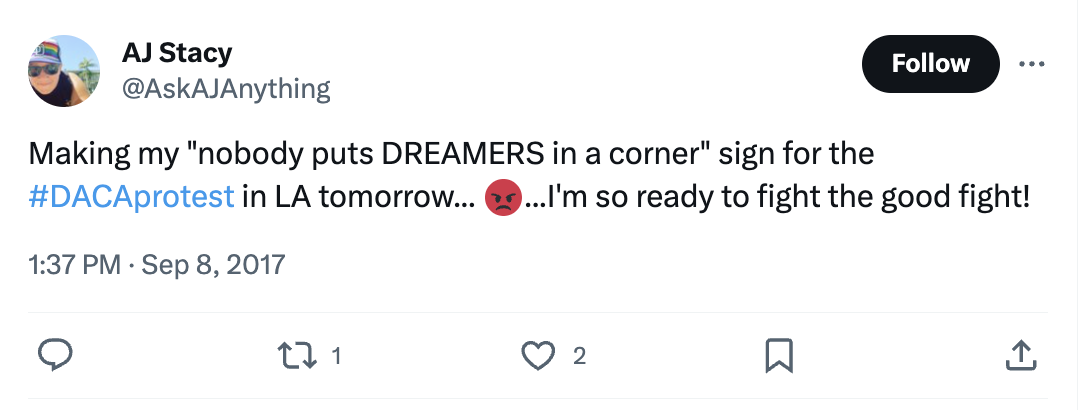 AJ Stacy
Follow
@AskAJAnything
Making my "nobody puts DREAMERS in a corner" sign for the
#DACAprotest in LA tomorrow... 😡...I'm so ready to fight the good fight!
1:37 PM · Sep 8, 2017
1
2